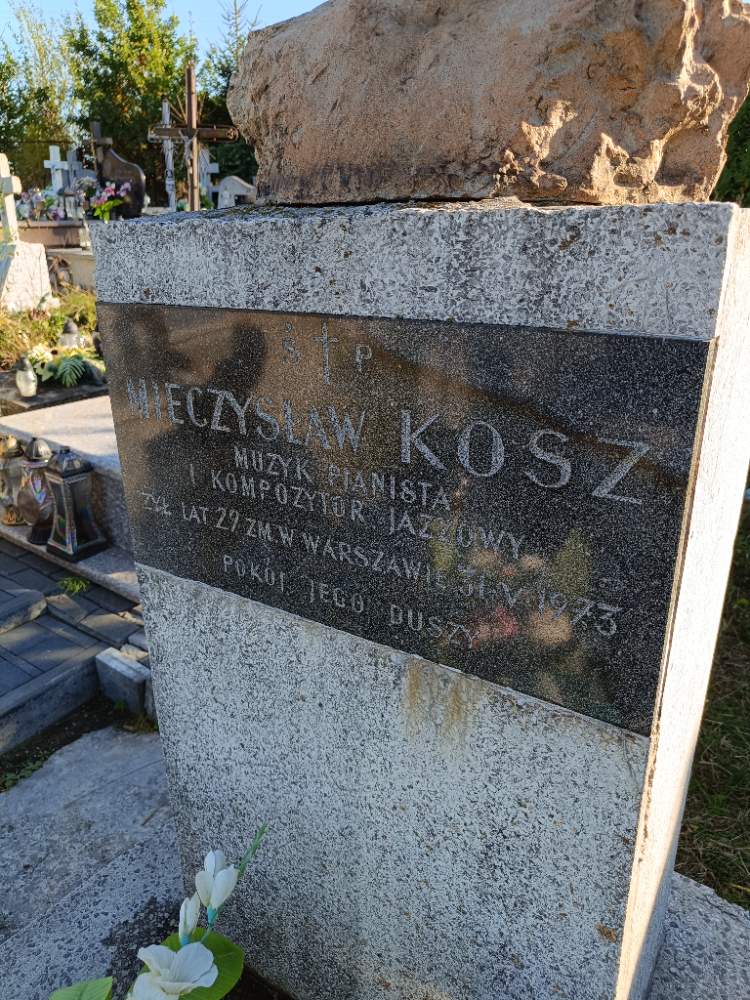 Ś † P
MIECZYSŁAW KOSZ
MUZYK PIANISTA
I KOMPOZYTOR JAZZOWY
ŻYŁ LAT 29 ZM. W WARSZAWIE 31-V-1973
POKÓJ JEGO DUSZY